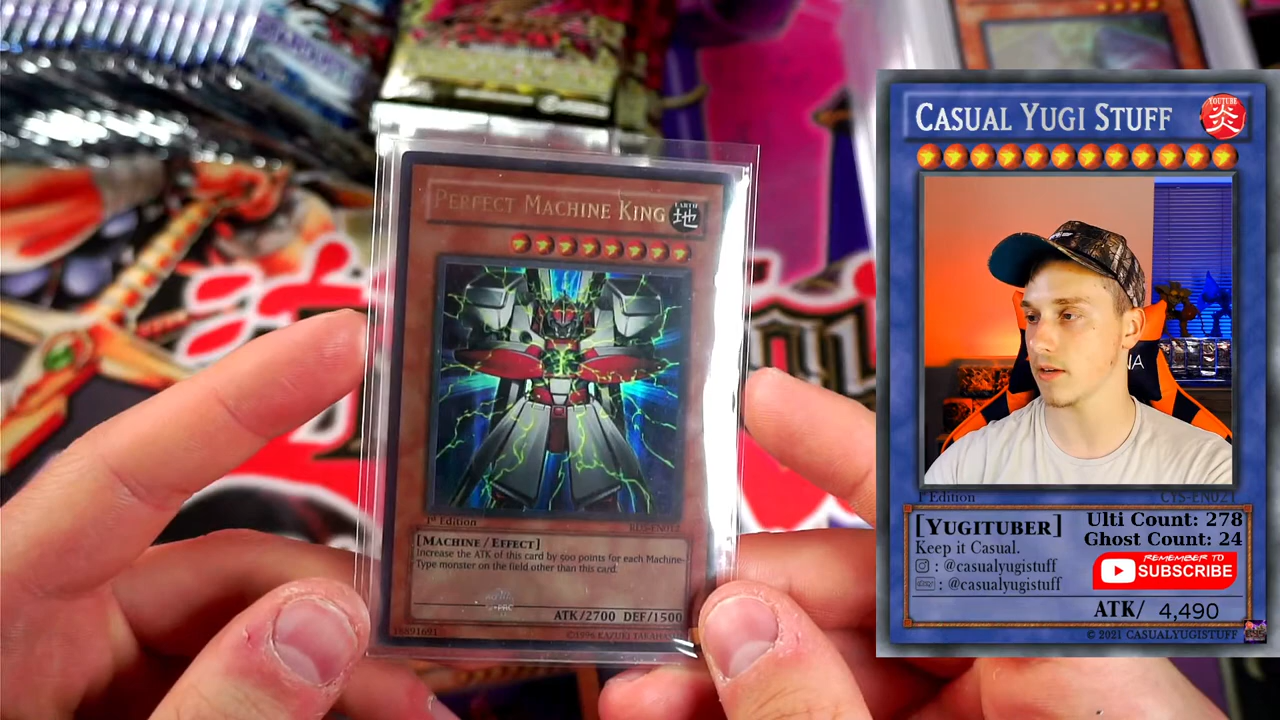 PERFECT MACHINE KING
EARTH
地
1st Edition
[MACHINE / EFFECT]
Increase the ATK of this card by 500 points for each Machine-
Type monster on the field other than this card.
ATK/2700 DEF/1500
CASUAL YUGI STUFF
YOUTUBE
炎
1st Edition
CYS-EN021
[YUGITUBER]
Keep it Casual.
: @casualyugistuff
: @casualyugistuff
Ulti Count: 278
Ghost Count: 24
REMEMBER TO
SUBSCRIBE
ATK/ 4,490
© 2021 CASUALYUGISTUFF